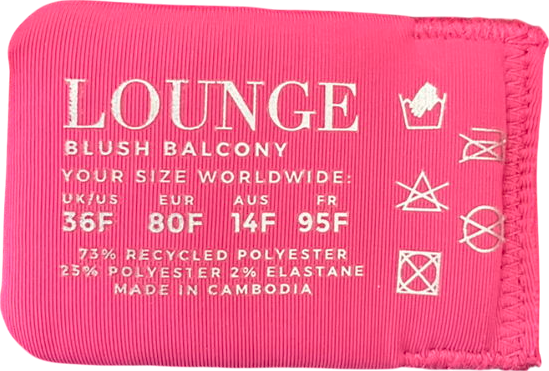 LOUNGE
BLUSH BALCONY
YOUR SIZE WORLDWIDE:
UK/US EUR AUS FR
36F 80F 14F 95F
73% RECYCLED POLYESTER
25% POLYESTER 2% ELASTANE
MADE IN CAMBODIA